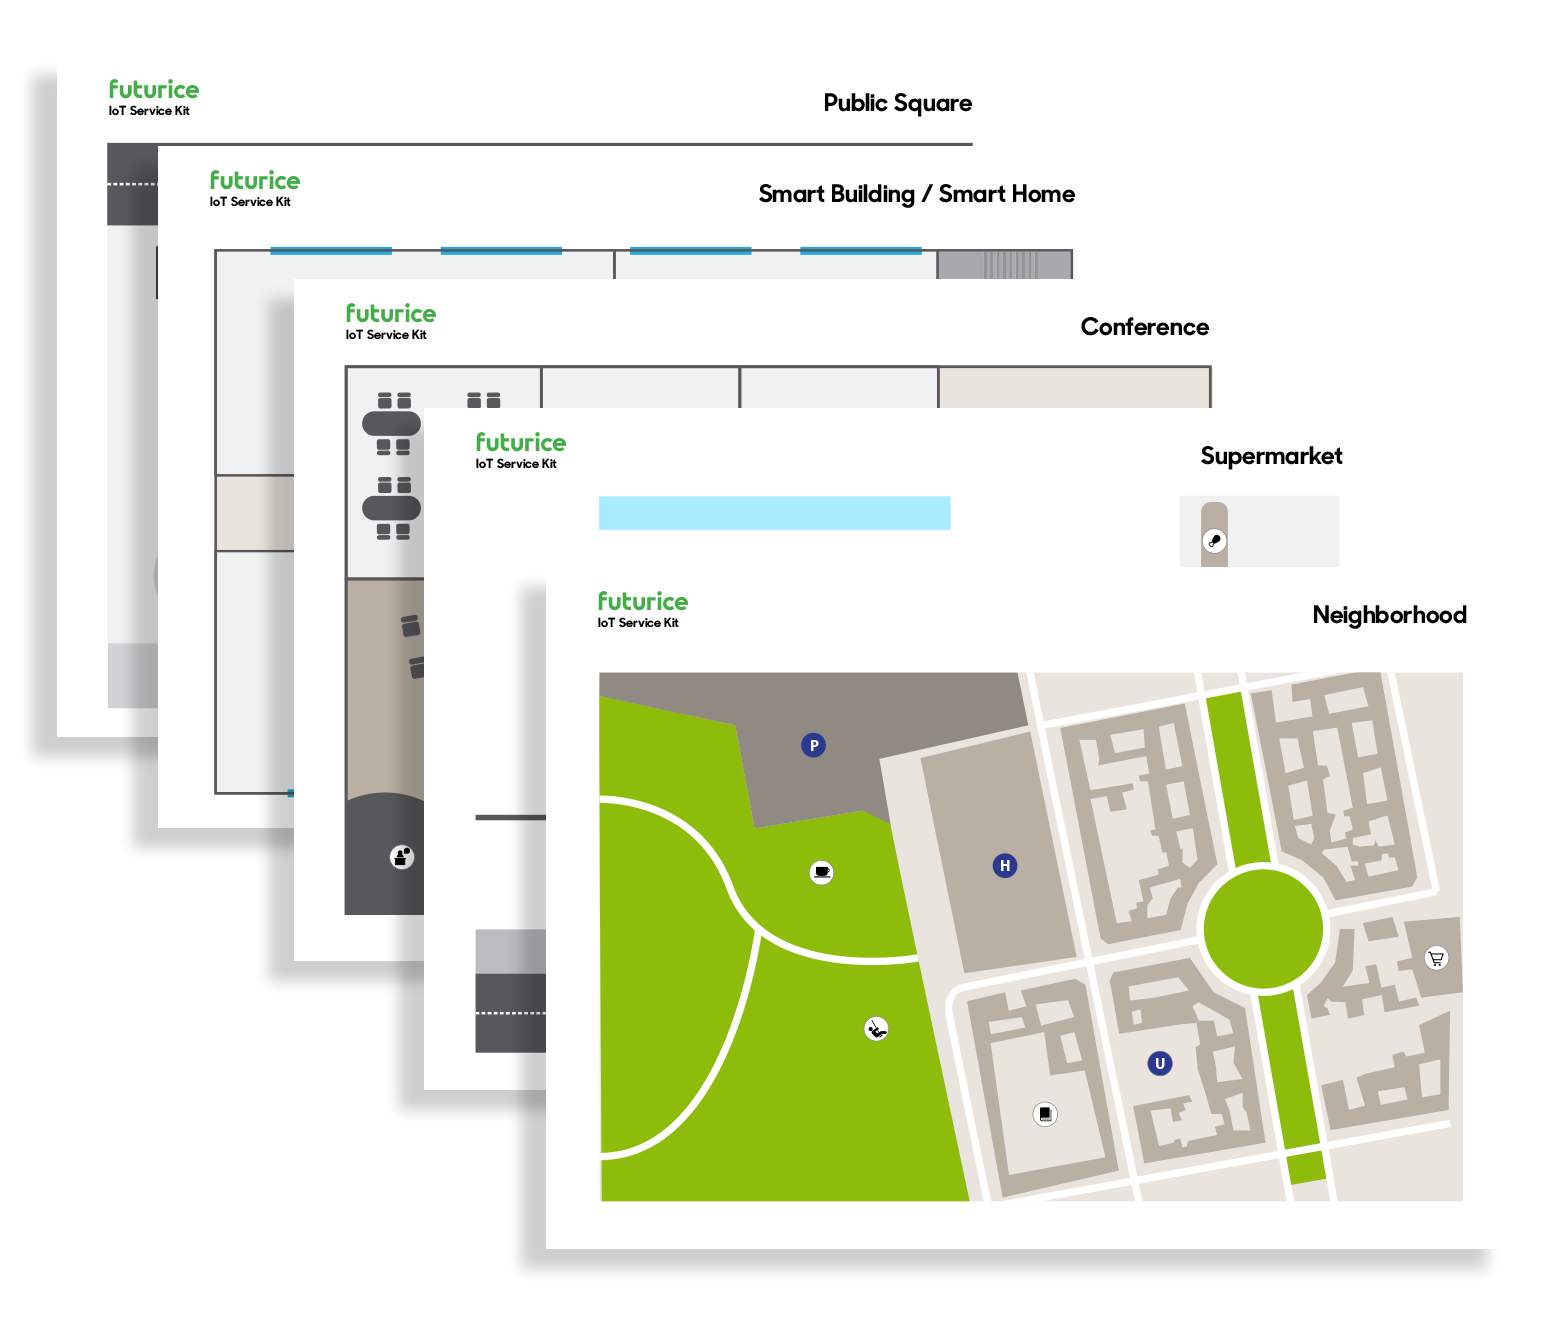 futurice
IoT Service Kit
Public Square
futurice
IoT Service Kit
Smart Building / Smart Home
futurice
IoT Service Kit
Conference
futurice
IoT Service Kit
Supermarket
futurice
IoT Service Kit
Neighborhood
P
H
U